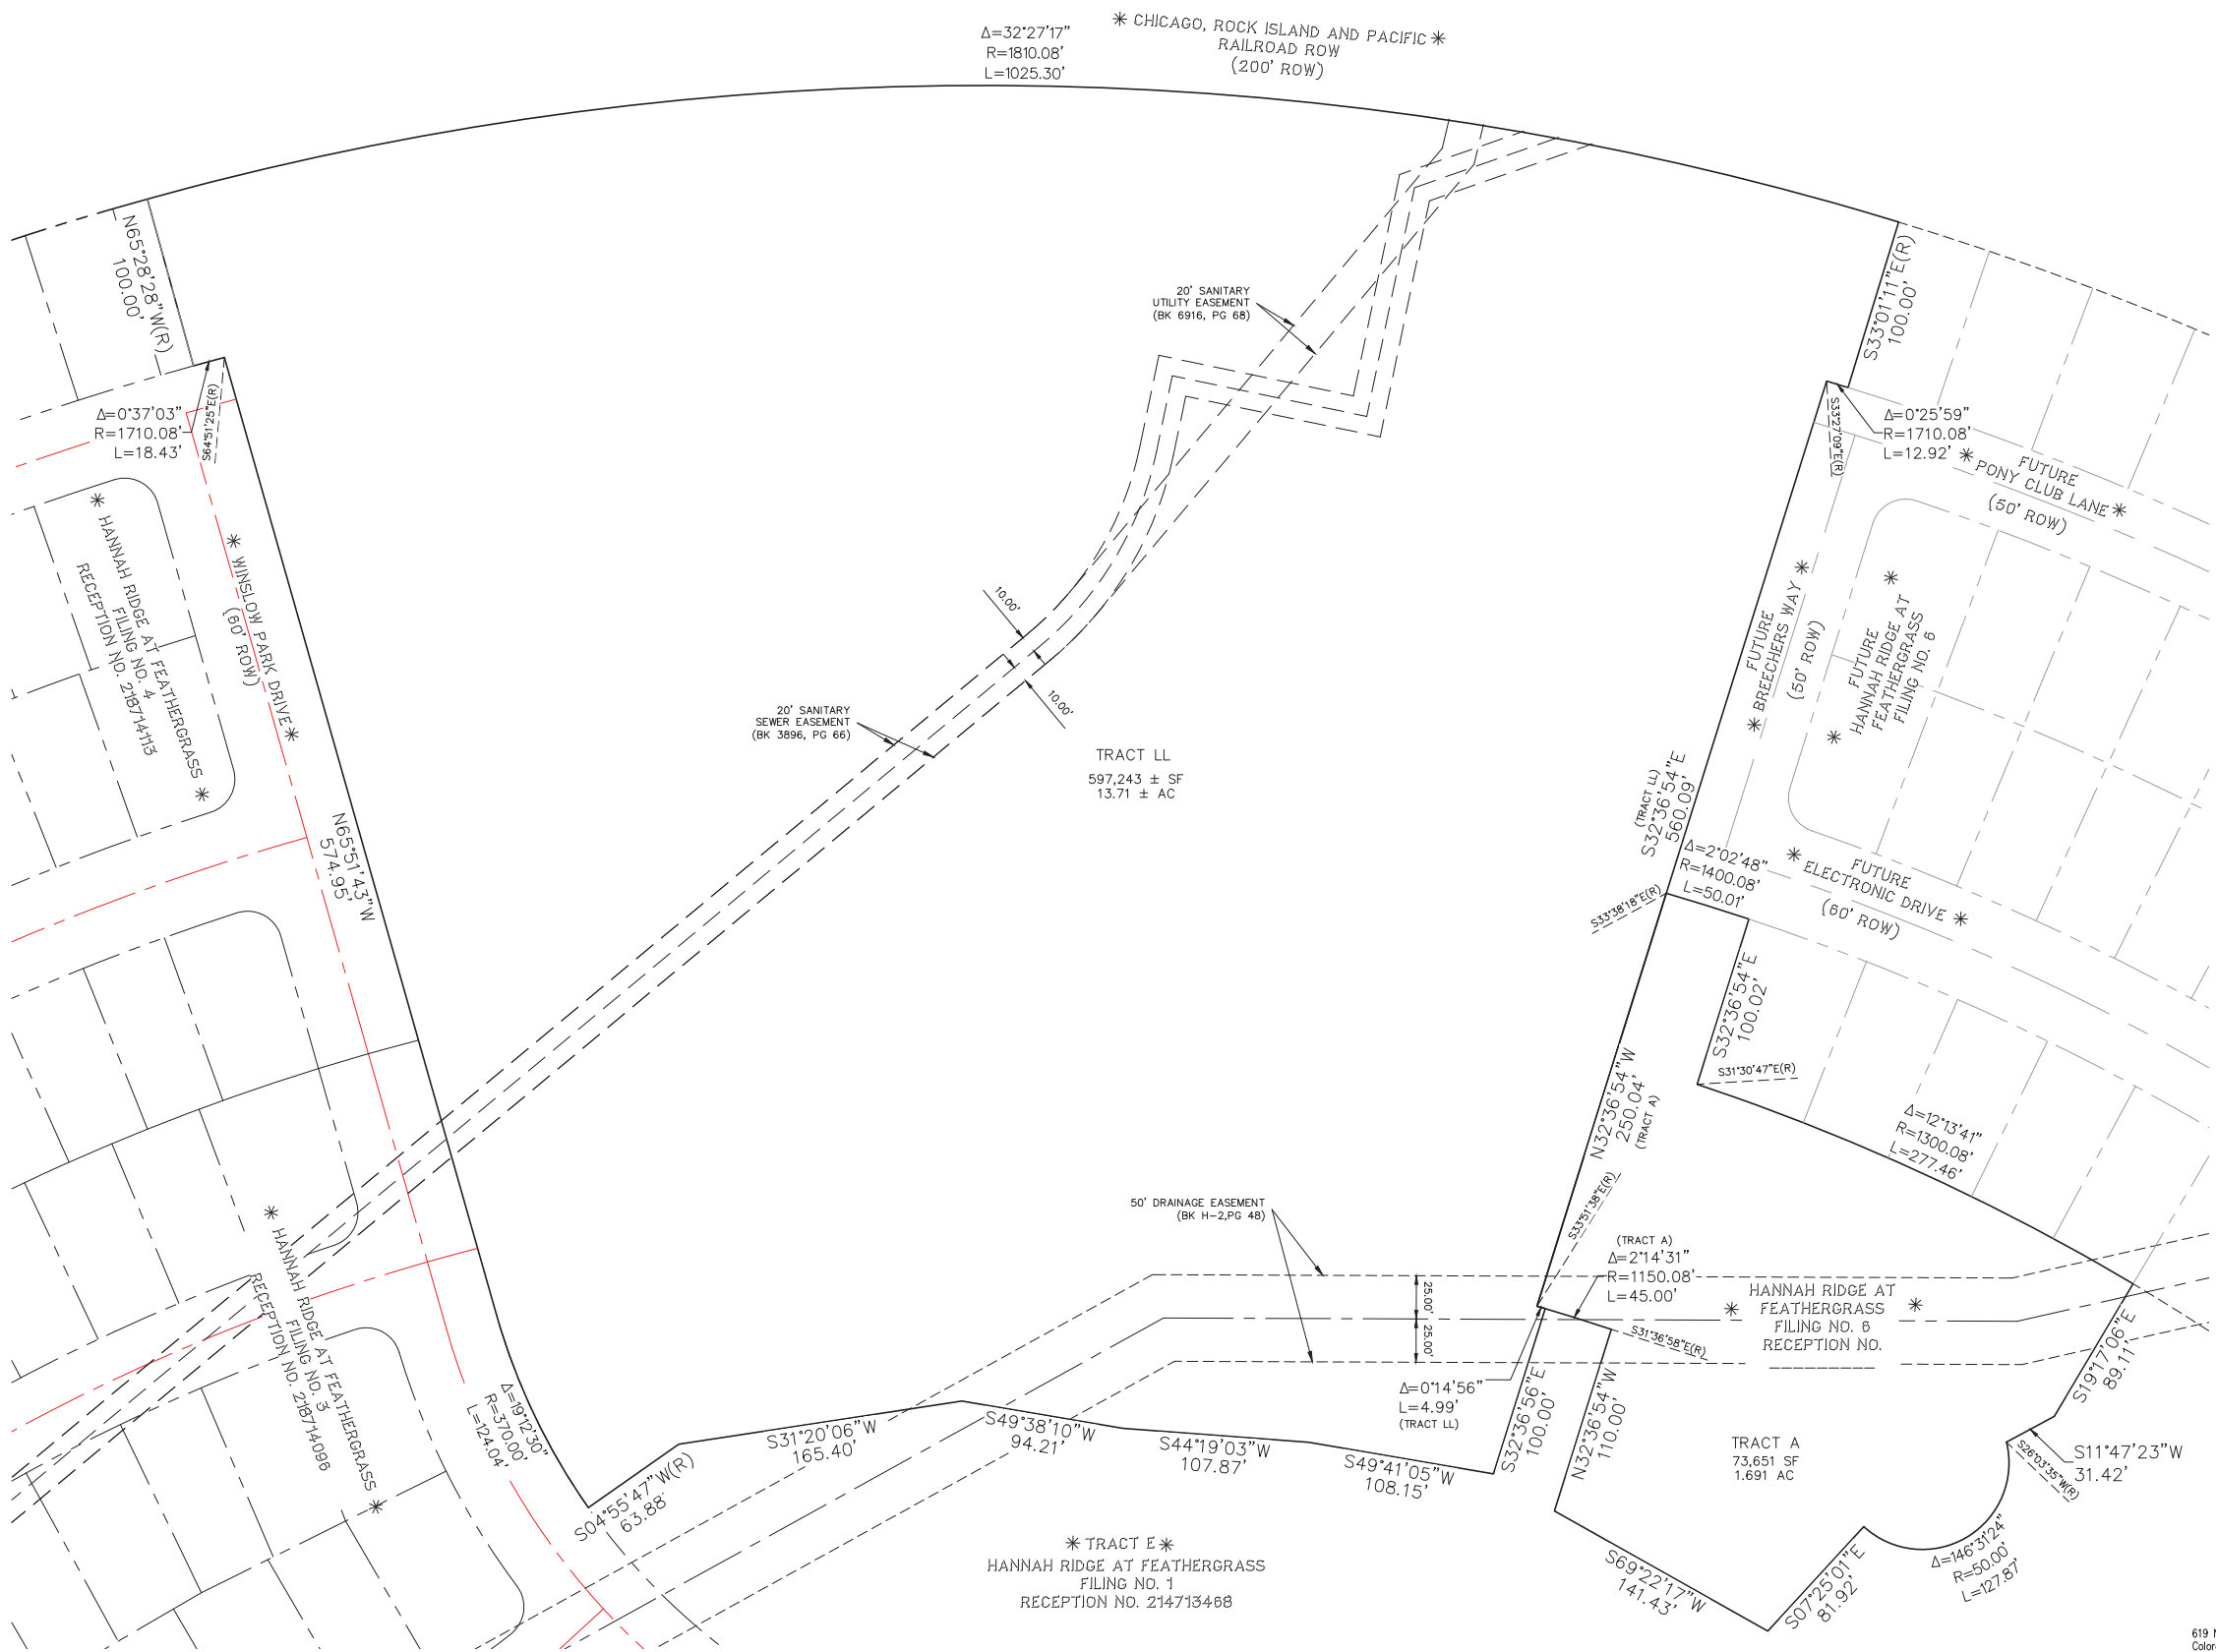 Δ=32°27'17"
R=1810.08'
L=1025.30'
✳ CHICAGO, ROCK ISLAND AND PACIFIC ✳
RAILROAD ROW
(200' ROW)
N65°28'28"W(R)
100.00'
Δ=0°37'03"
R=1710.08'
L=18.43'
S64°51'25"E(R)
✳ HANNAH RIDGE AT FEATHERGRASS ✳
FILING NO. 4
RECEPTION NO. 218714113
✳ WINSLOW PARK DRIVE ✳
(60' ROW)
N65°51'43"W
574.95'
20' SANITARY
UTILITY EASEMENT
(BK 6916, PG 68)
10.00'
10.00'
20' SANITARY
SEWER EASEMENT
(BK 3896, PG 66)
TRACT LL
597,243 ± SF
13.71 ± AC
S33°01'11"E(R)
100.00'
Δ=0°25'59"
R=1710.08'
L=12.92'
S33°27'09"E(R)
FUTURE
✳ PONY CLUB LANE ✳
(50' ROW)
FUTURE
✳ BREECHERS WAY ✳
(50' ROW)
FUTURE
✳ HANNAH RIDGE AT ✳
FEATHERGRASS
FILING NO. 6
(TRACT LL)
S32°36'54"E
560.09'
Δ=2°02'48"
R=1400.08'
L=50.01'
FUTURE
✳ ELECTRONIC DRIVE ✳
(60' ROW)
S33°38'18"E(R)
S32°36'54"E
100.02'
S31°30'47"E(R)
N32°36'54"W
250.04'
(TRACT A)
Δ=12°13'41"
R=1300.08'
L=277.46'
S33°51'38"E(R)
50' DRAINAGE EASEMENT
(BK H-2,PG 48)
25.00'
25.00'
(TRACT A)
Δ=2°14'31"
R=1150.08'
L=45.00'
S31°36'58"E(R)
HANNAH RIDGE AT
✳ FEATHERGRASS ✳
FILING NO. 6
RECEPTION NO.
__________
Δ=0°14'56"
L=4.99'
(TRACT LL)
S32°36'56"E
100.00'
N32°36'54"W
110.00'
S19°17'06"E
89.11'
TRACT A
73,651 SF
1.691 AC
S11°47'23"W
31.42'
S26°03'35"W(R)
✳ HANNAH RIDGE AT FEATHERGRASS ✳
FILING NO. 3
RECEPTION NO. 218714096
Δ=19°12'30"
R=370.00'
L=124.04'
S04°55'47"W(R)
63.88'
S31°20'06"W
165.40'
S49°38'10"W
94.21'
S44°19'03"W
107.87'
S49°41'05"W
108.15'
✳ TRACT E ✳
HANNAH RIDGE AT FEATHERGRASS
FILING NO. 1
RECEPTION NO. 214713468
S69°22'17"W
141.43'
S07°25'01"E
81.92'
Δ=146°31'24"
R=50.00'
L=127.87'
619 N
Color